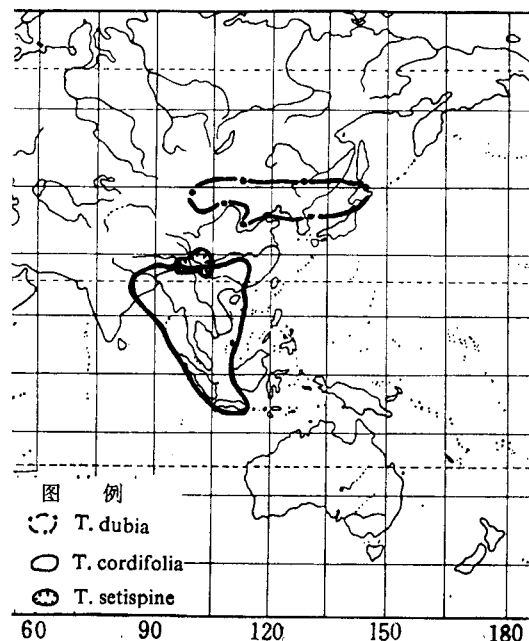 图 例
T. dubia
T. cordifolia
T. setispine
60 90 120 150 180